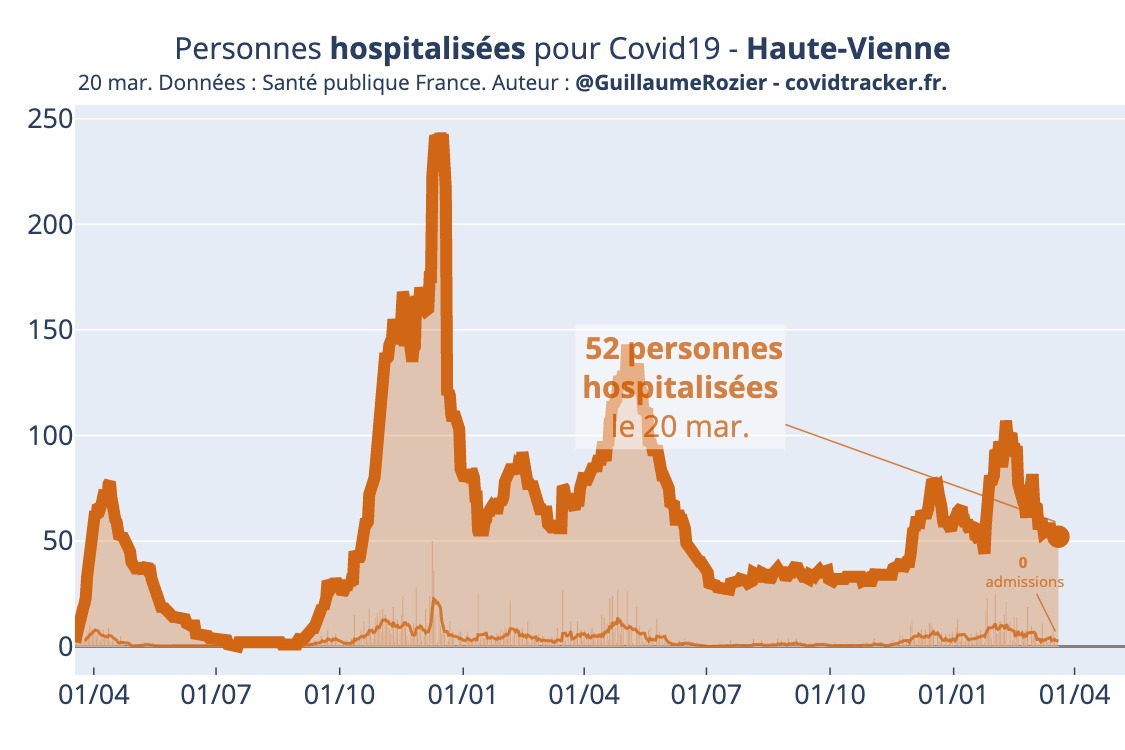 Personnes hospitalisées pour Covid19 - Haute-Vienne
20 mar. Données : Santé publique France. Auteur : @GuillaumeRozier - covidtracker.fr.
250
200
150
100
50
0
52 personnes
hospitalisées
le 20 mar.
0
admissions
01/04
01/07
01/10
01/01
01/04
01/07
01/10
01/01
01/04